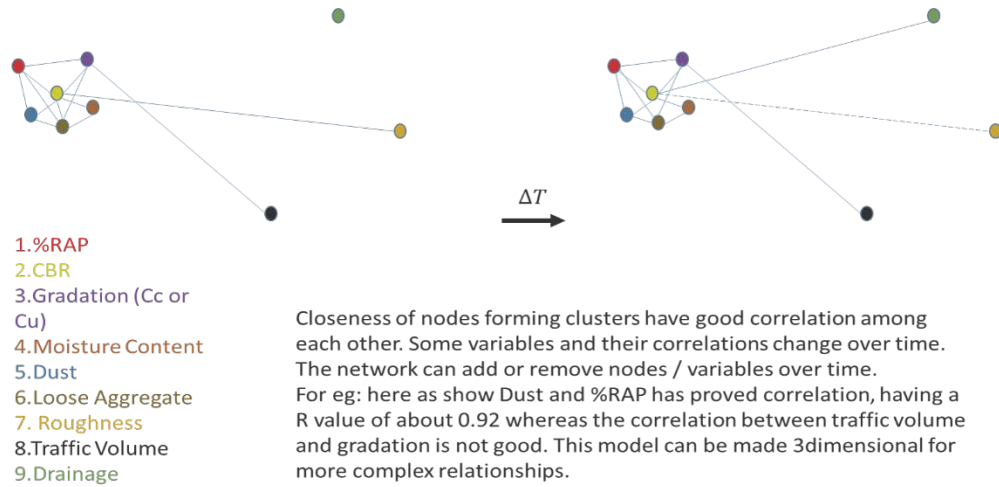 ΔT
1.%RAP
2.CBR
3.Gradation (Cc or
Cu)
4.Moisture Content
5.Dust
6.Loose Aggregate
7. Roughness
8.Traffic Volume
9.Drainage
Closeness of nodes forming clusters have good correlation among
each other. Some variables and their correlations change over time.
The network can add or remove nodes / variables over time.
For eg: here as show Dust and %RAP has proved correlation, having a
R value of about 0.92 whereas the correlation between traffic volume
and gradation is not good. This model can be made 3dimensional for
more complex relationships.